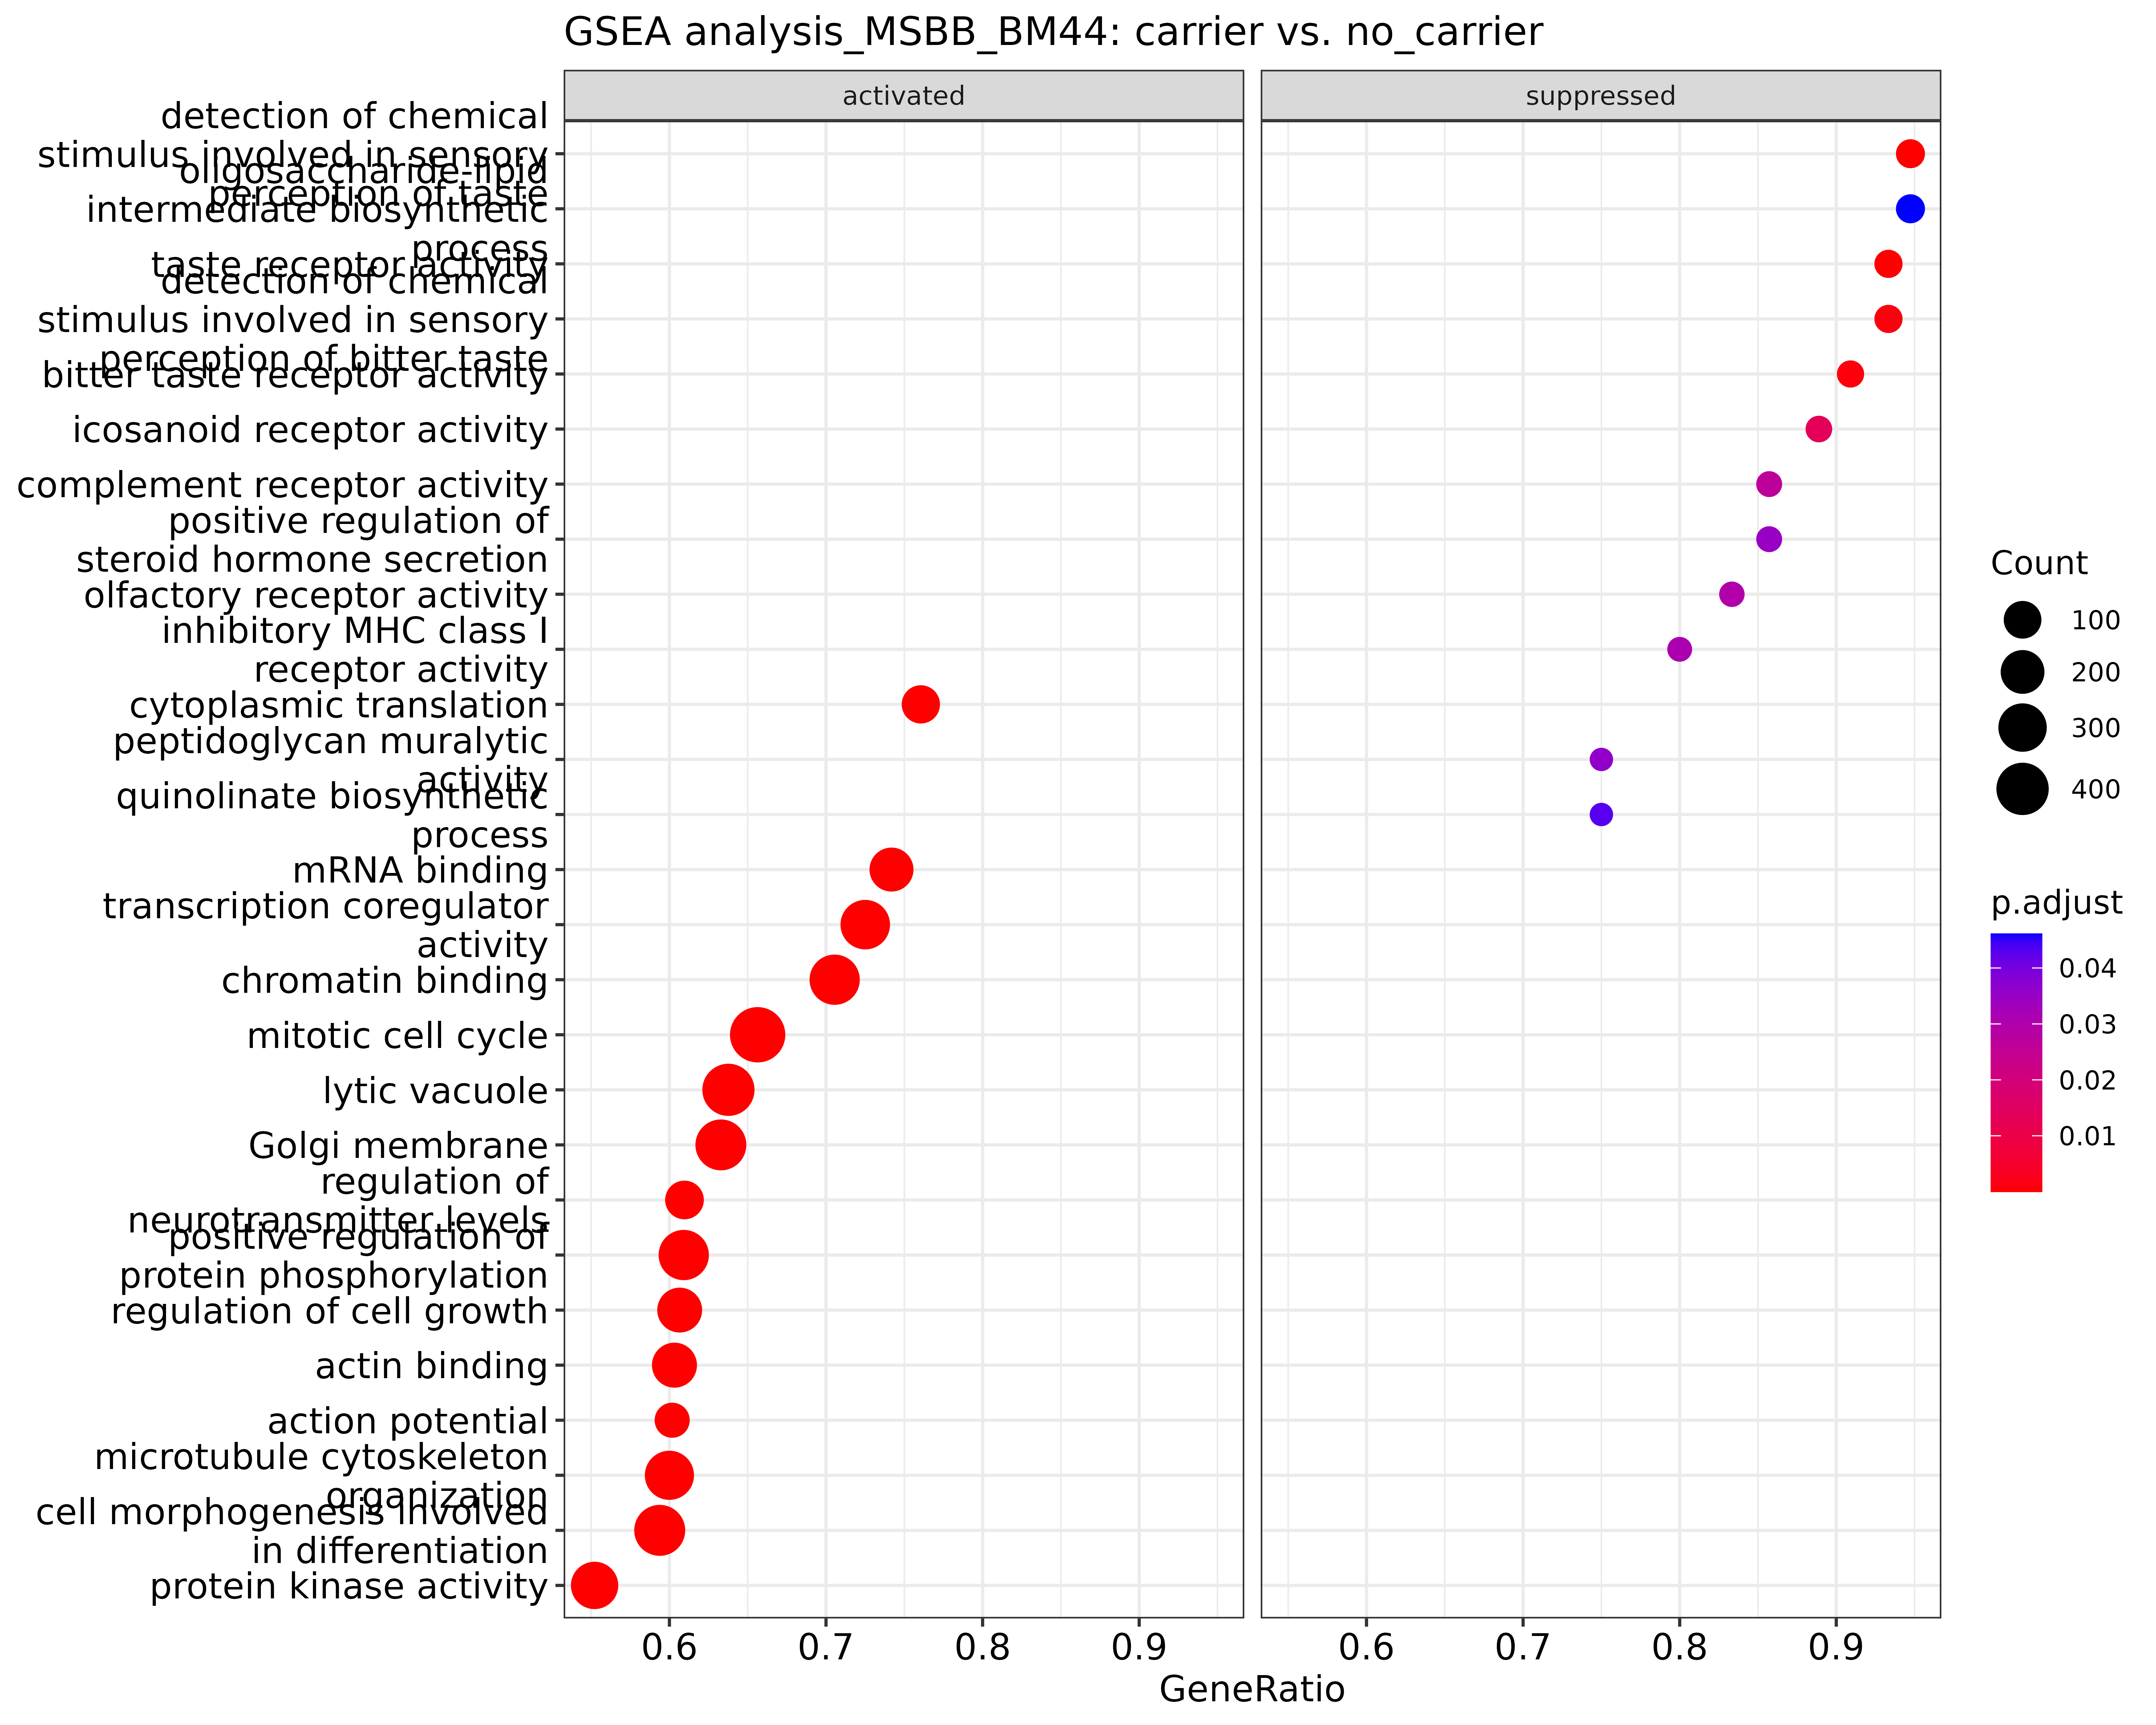 GSEA analysis_MSBB_BM44: carrier vs. no_carrier
activated
suppressed
detection of chemical
stimulus involved in sensory
perception of taste
oligosaccharide-lipid
intermediate biosynthetic
process
taste receptor activity
detection of chemical
stimulus involved in sensory
perception of bitter taste
bitter taste receptor activity
icosanoid receptor activity
complement receptor activity
positive regulation of
steroid hormone secretion
olfactory receptor activity
inhibitory MHC class I
receptor activity
cytoplasmic translation
peptidoglycan muralytic
activity
quinolinate biosynthetic
process
mRNA binding
transcription coregulator
activity
chromatin binding
mitotic cell cycle
lytic vacuole
Golgi membrane
regulation of
neurotransmitter levels
positive regulation of
protein phosphorylation
regulation of cell growth
actin binding
action potential
microtubule cytoskeleton
organization
cell morphogenesis involved
in differentiation
protein kinase activity
0.6 0.7 0.8 0.9
0.6 0.7 0.8 0.9
GeneRatio
Count
100
200
300
400
p.adjust
0.04
0.03
0.02
0.01